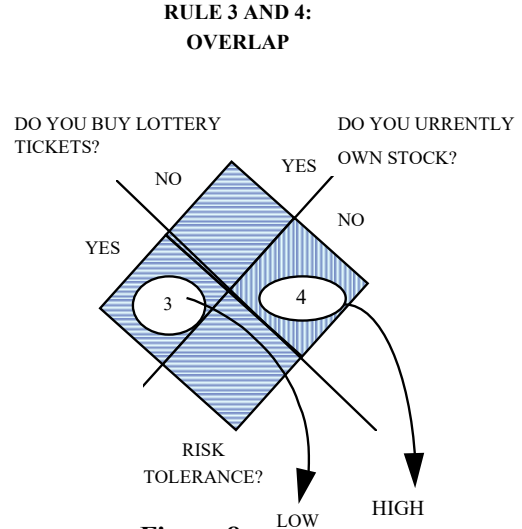 RULE 3 AND 4:
OVERLAP
DO YOU BUY LOTTERY
TICKETS?
DO YOU URRENTLY
OWN STOCK?
NO
YES
NO
YES
3
4
RISK
TOLERANCE?
LOW
HIGH